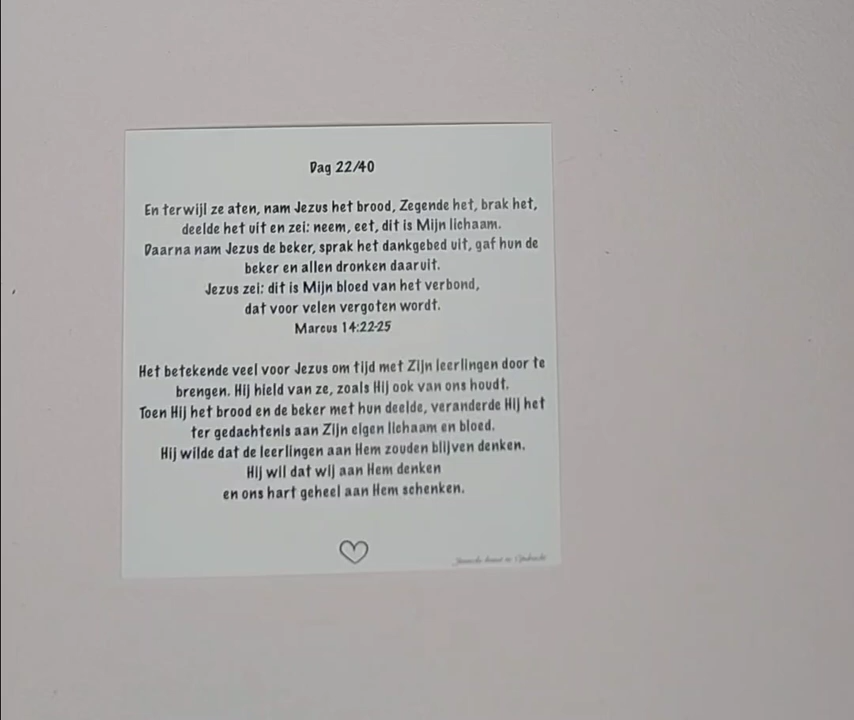 Dag 22/40
En terwijl ze aten, nam Jezus het brood, Zegende het, brak het,
deelde het uit en zei: neem, eet, dit is Mijn lichaam.
Daarna nam Jezus de beker, sprak het dankgebed uit, gaf hun de
beker en allen dronken daaruit.
Jezus zei: dit is Mijn bloed van het verbond,
dat voor velen vergoten wordt.
Marcus 14:22-25
Het betekende veel voor Jezus om tijd met Zijn leerlingen door te
brengen. Hij hield van ze, zoals Hij ook van ons houdt.
Toen Hij het brood en de beker met hun deelde, veranderde Hij het
ter gedachtenis aan Zijn eigen lichaam en bloed.
Hij wilde dat de leerlingen aan Hem zouden blijven denken.
Hij wil dat wij aan Hem denken
en ons hart geheel aan Hem schenken.